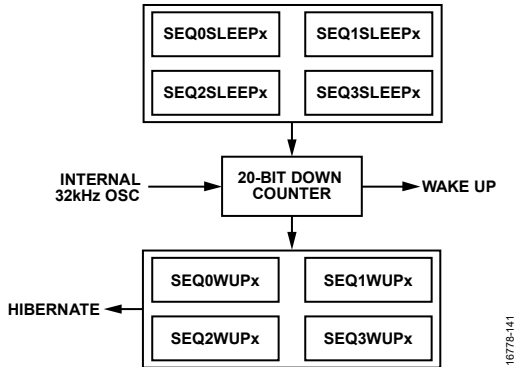 SEQ0SLEEPx
SEQ1SLEEPx
SEQ2SLEEPx
SEQ3SLEEPx
INTERNAL
32kHz OSC
20-BIT DOWN
COUNTER
WAKE UP
SEQ0WUPx
SEQ1WUPx
HIBERNATE
SEQ2WUPx
SEQ3WUPx
16778-141